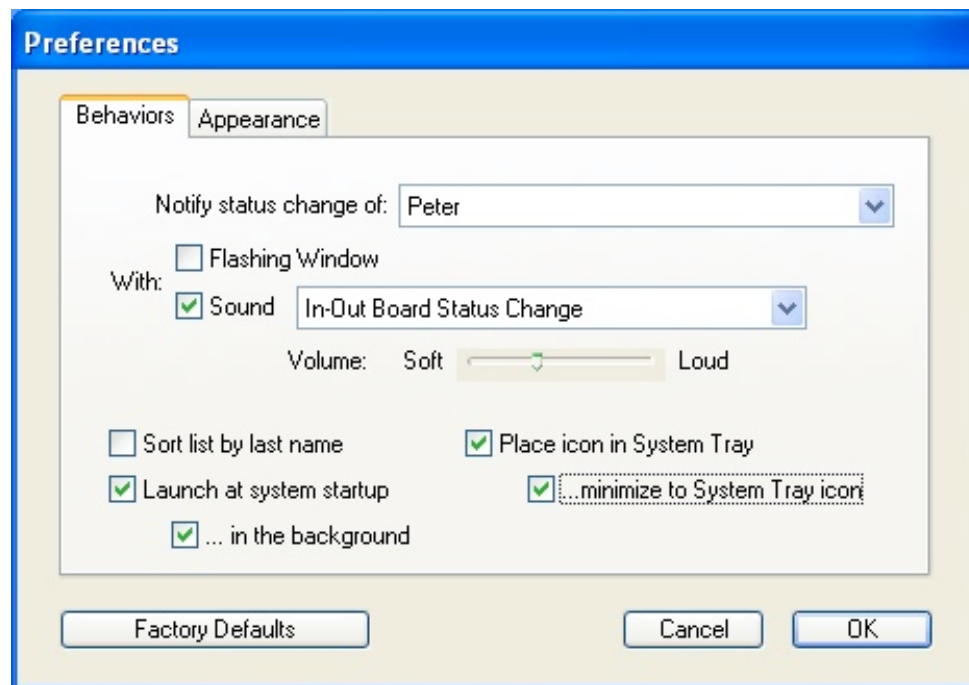 Preferences
Behaviors Appearance
Notify status change of: Peter
With:
Flashing Window
Sound In-Out Board Status Change
Volume: Soft Loud
Sort list by last name Place icon in System Tray
Launch at system startup ...minimize to System Tray icon
... in the background
Factory Defaults Cancel OK